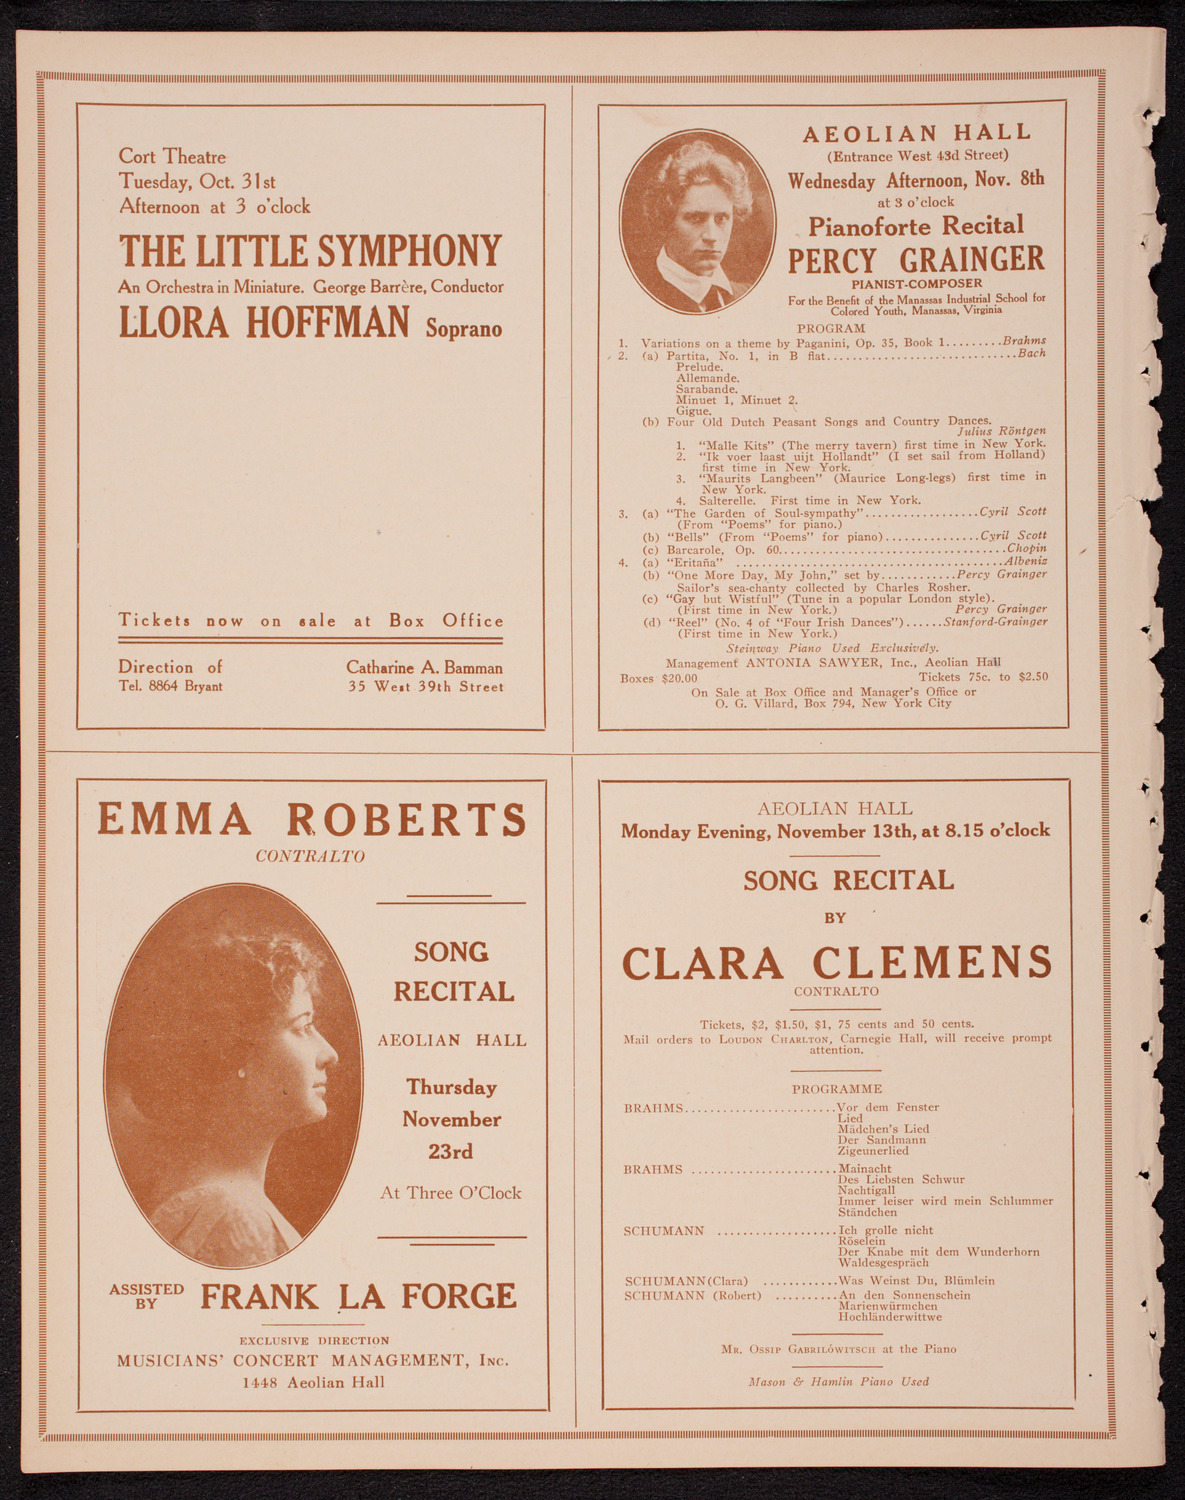 Cort Theatre
Tuesday, Oct. 31st
Afternoon at 3 o'clock
THE LITTLE SYMPHONY
An Orchestra in Miniature. George Barrère, Conductor
LLORA HOFFMAN Soprano
Tickets now on sale at Box Office
Direction of Catharine A. Bamman
Tel. 8864 Bryant 35 West 39th Street
AEOLIAN HALL
(Entrance West 43d Street)
Wednesday Afternoon, Nov. 8th
at 3 o'clock
Pianoforte Recital
PERCY GRAINGER
PIANIST-COMPOSER
For the Benefit of the Manassas Industrial School for
Colored Youth, Manassas, Virginia
PROGRAM
1. Variations on a theme by Paganini, Op. 35, Book 1.........Brahms
2. (a) Partita, No. 1, in B flat.............................Bach
Prelude.
Allemande.
Sarabande.
Minuet 1, Minuet 2.
Gigue.
(b) Four Old Dutch Peasant Songs and Country Dances.
Julius Röntgen
1. "Malle Kits" (The merry tavern) first time in New York.
2. "Ik voer laast uijt Hollandt" (I set sail from Holland)
first time in New York.
3. "Maurits Langbeen" (Maurice Long-legs) first time in
New York.
4. Salterelle. First time in New York.
3. (a) "The Garden of Soul-sympathy"..................Cyril Scott
(From "Poems" for piano.)
(b) "Bells" (From "Poems" for piano)...............Cyril Scott
(c) Barcarole, Op. 60...................................Chopin
4. (a) "Eritaña" .........................................Albeniz
(b) "One More Day, My John," set by............Percy Grainger
Sailor's sea-chanty collected by Charles Rosher.
(c) "Gay but Wistful" (Tune in a popular London style).
(First time in New York.) Percy Grainger
(d) "Reel" (No. 4 of "Four Irish Dances")......Stanford-Grainger
(First time in New York.)
Steinway Piano Used Exclusively.
Management ANTONIA SAWYER, Inc., Aeolian Hall
Boxes $20.00 Tickets 75c. to $2.50
On Sale at Box Office and Manager's Office or
O. G. Villard, Box 794, New York City
EMMA ROBERTS
CONTRALTO
SONG
RECITAL
AEOLIAN HALL
Thursday
November
23rd
At Three O'Clock
ASSISTED
BY FRANK LA FORGE
EXCLUSIVE DIRECTION
MUSICIANS' CONCERT MANAGEMENT, Inc.
1448 Aeolian Hall
AEOLIAN HALL
Monday Evening, November 13th, at 8.15 o'clock
SONG RECITAL
BY
CLARA CLEMENS
CONTRALTO
Tickets, $2, $1.50, $1, 75 cents and 50 cents.
Mail orders to Loudon Charlton, Carnegie Hall, will receive prompt
attention.
PROGRAMME
BRAHMS.......................Vor dem Fenster
Lied
Mädchen's Lied
Der Sandmann
Zigeunerlied
BRAHMS ......................Mainacht
Des Liebsten Schwur
Nachtigall
Immer leiser wird mein Schlummer
Ständchen
SCHUMANN ..................Ich grolle nicht
Röselein
Der Knabe mit dem Wunderhorn
Waldesgespräch
SCHUMANN(Clara) ...........Was Weinst Du, Blümlein
SCHUMANN (Robert) ..........An den Sonnenschein
Marienwürmchen
Hochländerwittwe
Mr. Ossip Gabrilówitsch at the Piano
Mason & Hamlin Piano Used